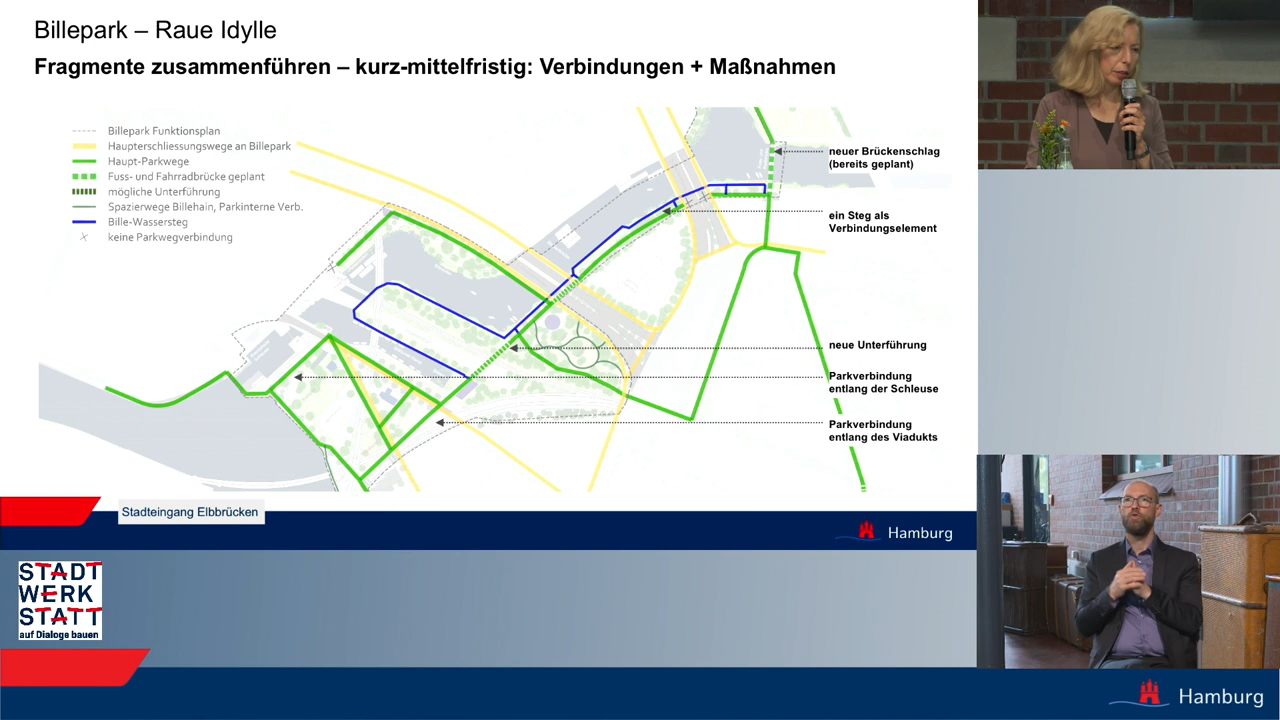 Billepark – Raue Idylle
Fragmente zusammenführen – kurz-mittelfristig: Verbindungen + Maßnahmen
Billepark Funktionsplan
Haupterschliessungswege an Billepark
Haupt-Parkwege
Fuss- und Fahrradbrücke geplant
mögliche Unterführung
Spazierwege Billehain, Parkinterne Verb.
Bille-Wassersteg
keine Parkwegverbindung
neuer Brückenschlag
(bereits geplant)
ein Steg als
Verbindungselement
neue Unterführung
Parkverbindung
entlang der Schleuse
Parkverbindung
entlang des Viadukts
Stadteingang Elbbrücken
Hamburg
STADT
WERK
STATT
auf Dialoge bauen
Hamburg